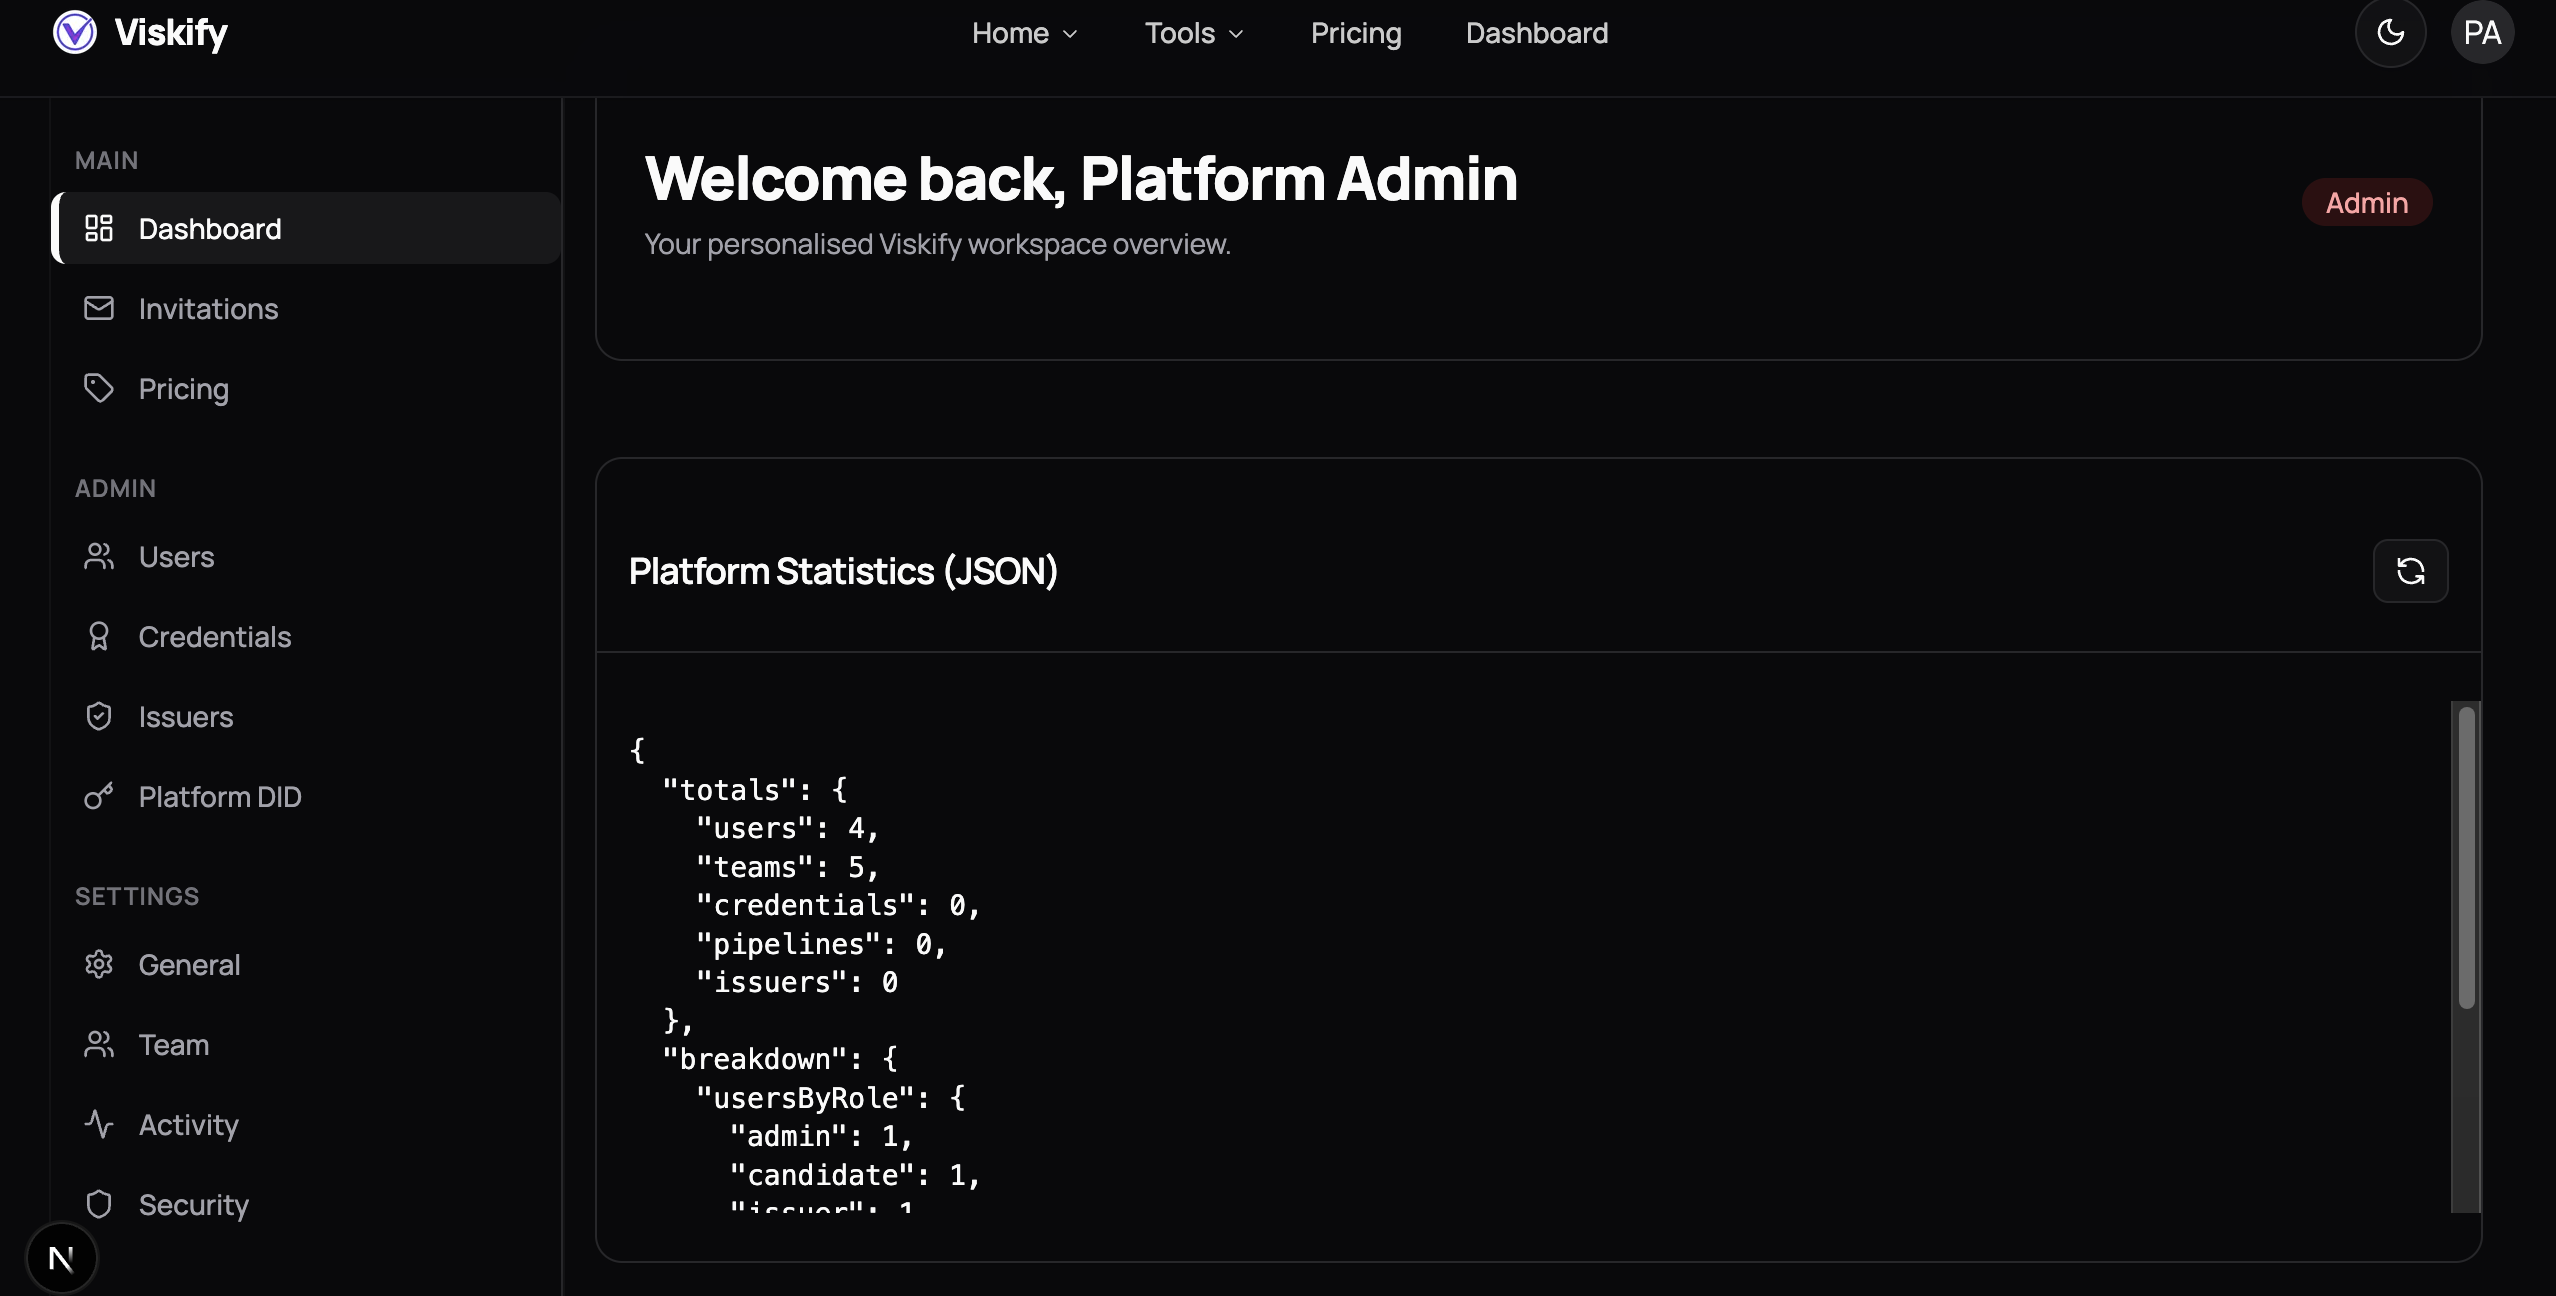 Viskify
Home
Tools
Pricing
Dashboard
PA
MAIN
Dashboard
Invitations
Pricing
ADMIN
Users
Credentials
Issuers
Platform DID
SETTINGS
General
Team
Activity
Security
N
Welcome back, Platform Admin
Your personalised Viskify workspace overview.
Admin
Platform Statistics (JSON)
{
  "totals": {
    "users": 4,
    "teams": 5,
    "credentials": 0,
    "pipelines": 0,
    "issuers": 0
  },
  "breakdown": {
    "usersByRole": {
      "admin": 1,
      "candidate": 1,
      "issuer": 1